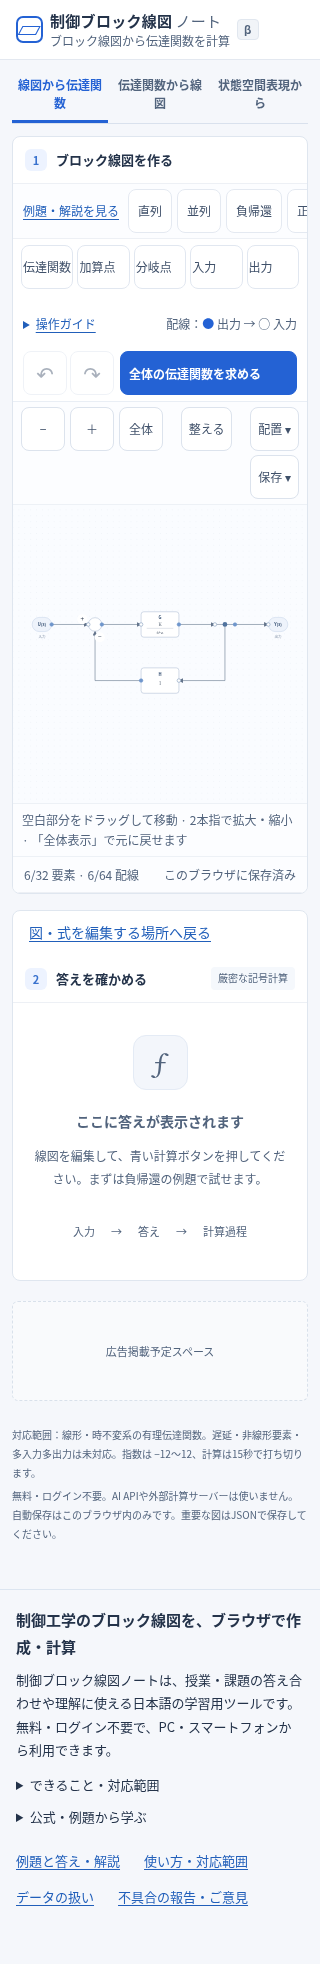 制御ブロック線図 ノート
ブロック線図から伝達関数を計算
β
線図から伝達関
数
伝達関数から線
図
状態空間表現か
ら
1 ブロック線図を作る
例題・解説を見る 直列 並列 負帰還 正
伝達関数 加算点 分岐点 入力 出力
▶ 操作ガイド 配線：● 出力 → ○ 入力
↶ ↷ 全体の伝達関数を求める
− ＋ 全体 整える 配置 ▾
保存 ▾
U(s)
入力
+
−
G
H
1
Y(s)
出力
空白部分をドラッグして移動 · 2本指で拡大・縮小
· 「全体表示」で元に戻せます
6/32 要素 · 6/64 配線 このブラウザに保存済み
図・式を編集する場所へ戻る
2 答えを確かめる 厳密な記号計算
ƒ
ここに答えが表示されます
線図を編集して、青い計算ボタンを押してくだ
さい。まずは負帰還の例題で試せます。
入力 → 答え → 計算過程
広告掲載予定スペース
対応範囲：線形・時不変系の有理伝達関数。遅延・非線形要素・
多入力多出力は未対応。指数は −12〜12、計算は15秒で打ち切り
ます。
無料・ログイン不要。AI APIや外部計算サーバーは使いません。
自動保存はこのブラウザ内のみです。重要な図はJSONで保存して
ください。
制御工学のブロック線図を、ブラウザで作
成・計算
制御ブロック線図ノートは、授業・課題の答え合
わせや理解に使える日本語の学習用ツールです。
無料・ログイン不要で、PC・スマートフォンか
ら利用できます。
▶ できること・対応範囲
▶ 公式・例題から学ぶ
例題と答え・解説 使い方・対応範囲
データの扱い 不具合の報告・ご意見